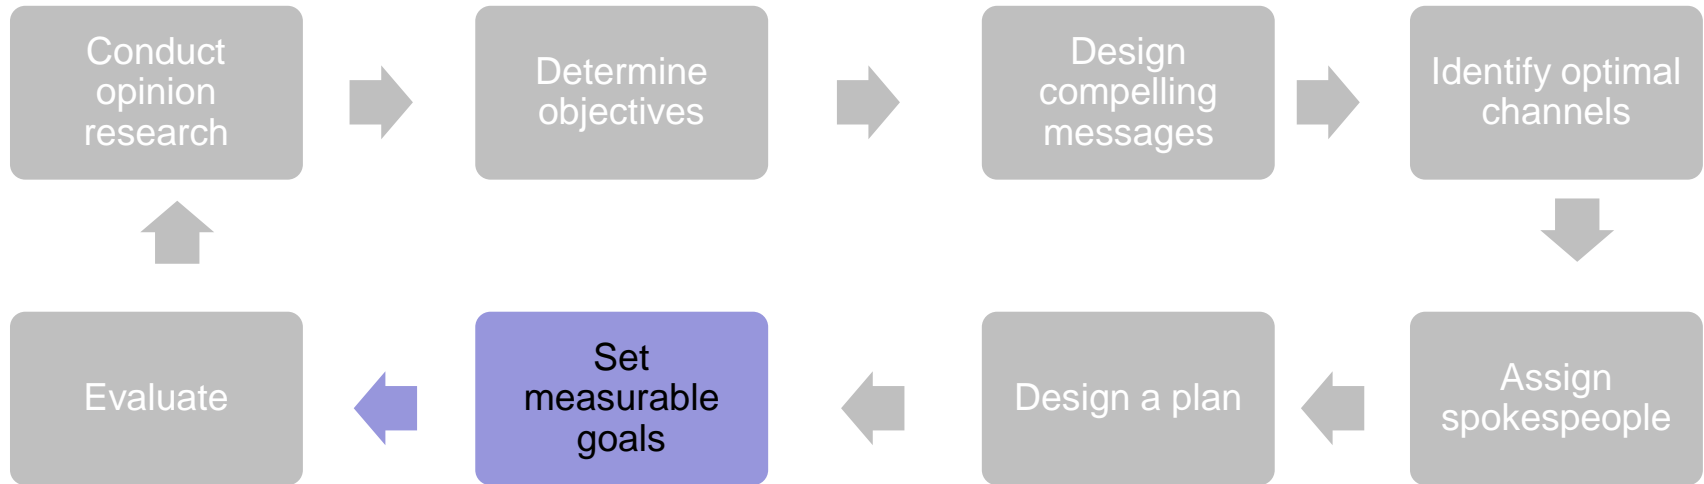 Conduct
opinion
research
Determine
objectives
Design
compelling
messages
Identify optimal
channels
Evaluate
Set
measurable
goals
Design a plan
Assign
spokespeople